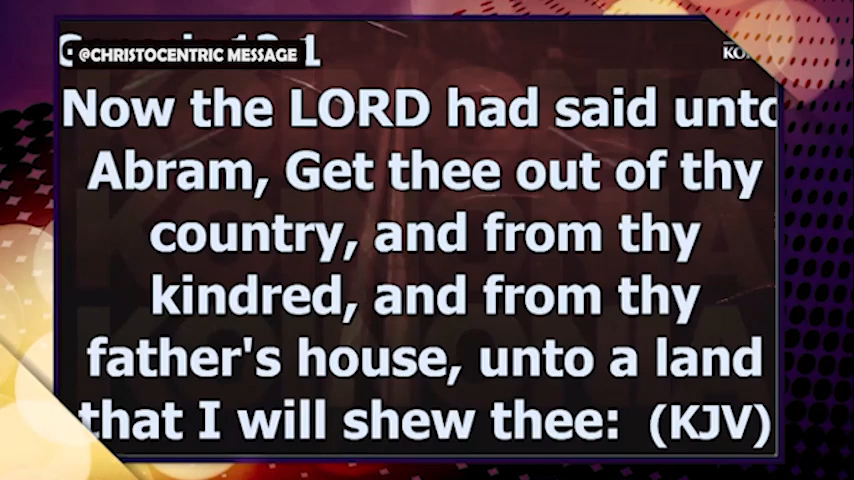 @CHRISTOCENTRIC MESSAGE
Now the LORD had said unto
Abram, Get thee out of thy
country, and from thy
kindred, and from thy
father's house, unto a land
that I will shew thee: (KJV)